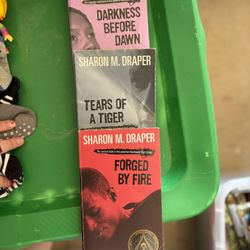 DARKNESS
BEFORE
DAWN
SHARON M. DRAPER
TEARS OF
A TIGER
SHARON M. DRAPER
FORGED
BY FIRE